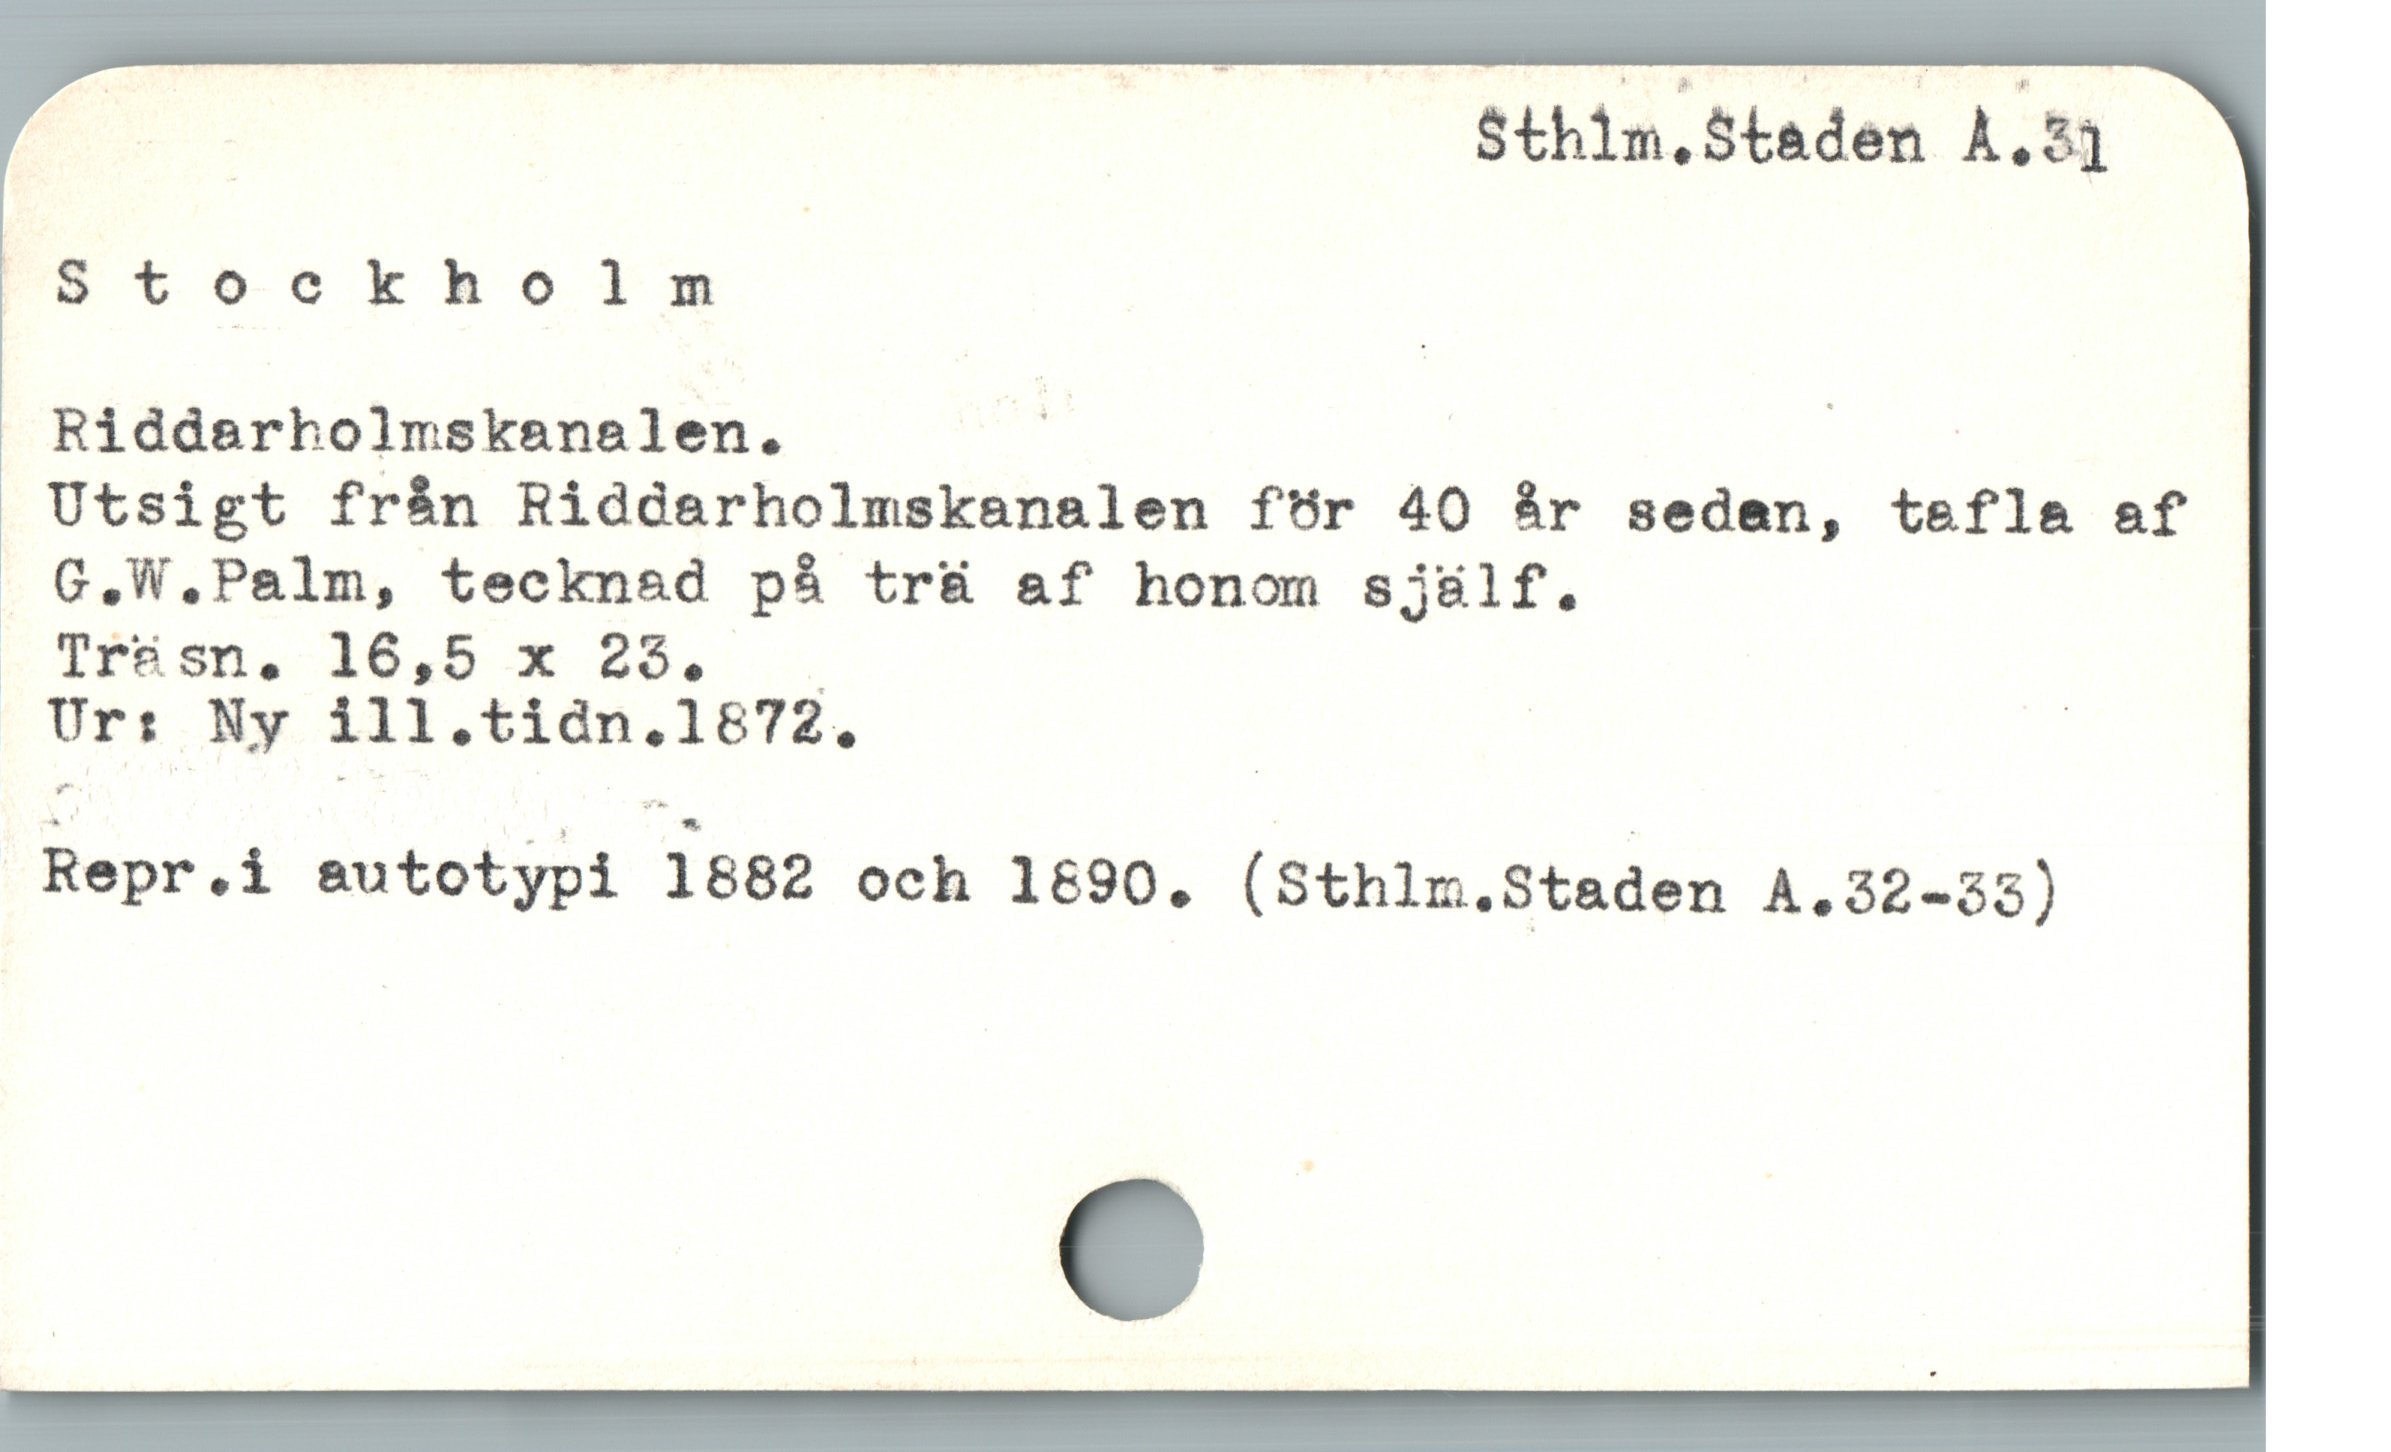 Sthlm.Staden A.31
S t o c k h o l m
Riddarholmskanalen.
Utsigt från Riddarholmskanalen för 40 år sedan, tafla af
G.W.Palm, tecknad på trä af honom själf.
Träsn. 16,5 x 23.
Ur: Ny ill.tidn.1872.
Repr.i autotypi 1882 och 1890. (Sthlm.Staden A.32-33)